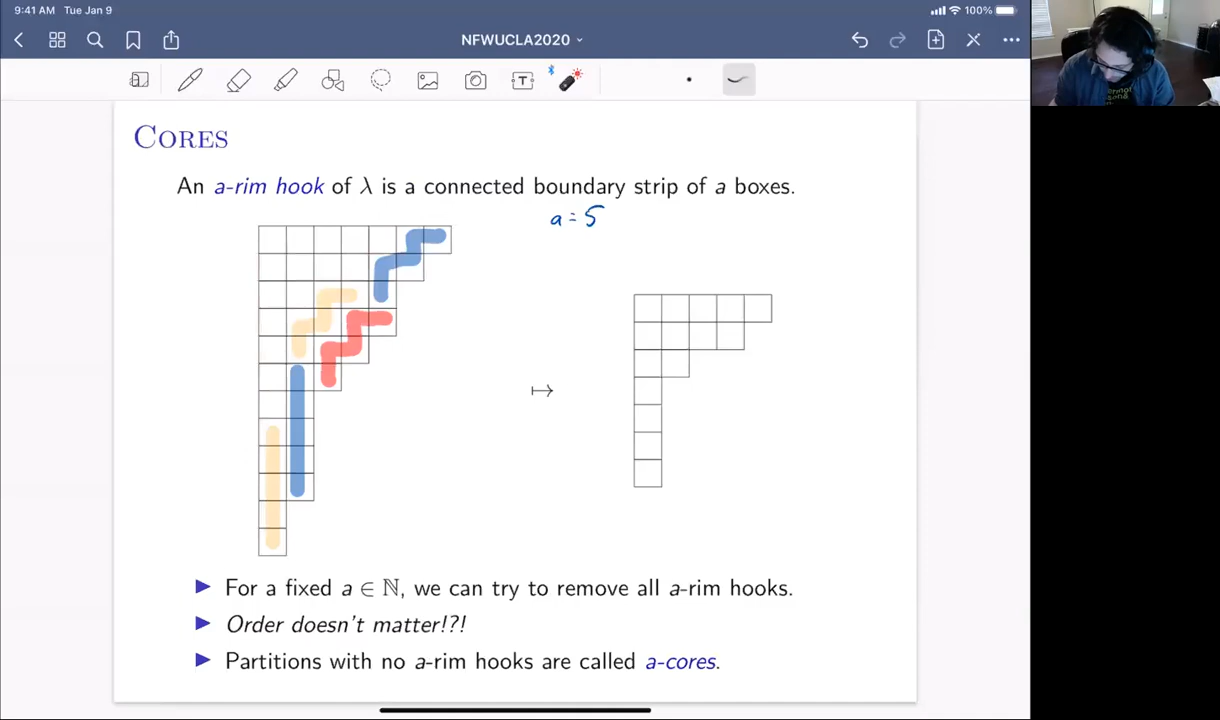 9:41 AM Tue Jan 9
100%
NFWUCLA2020
CORES
An a-rim hook of λ is a connected boundary strip of a boxes.
a = 5
↦
▶ For a fixed a ∈ ℕ, we can try to remove all a-rim hooks.
▶ Order doesn't matter!?!
▶ Partitions with no a-rim hooks are called a-cores.